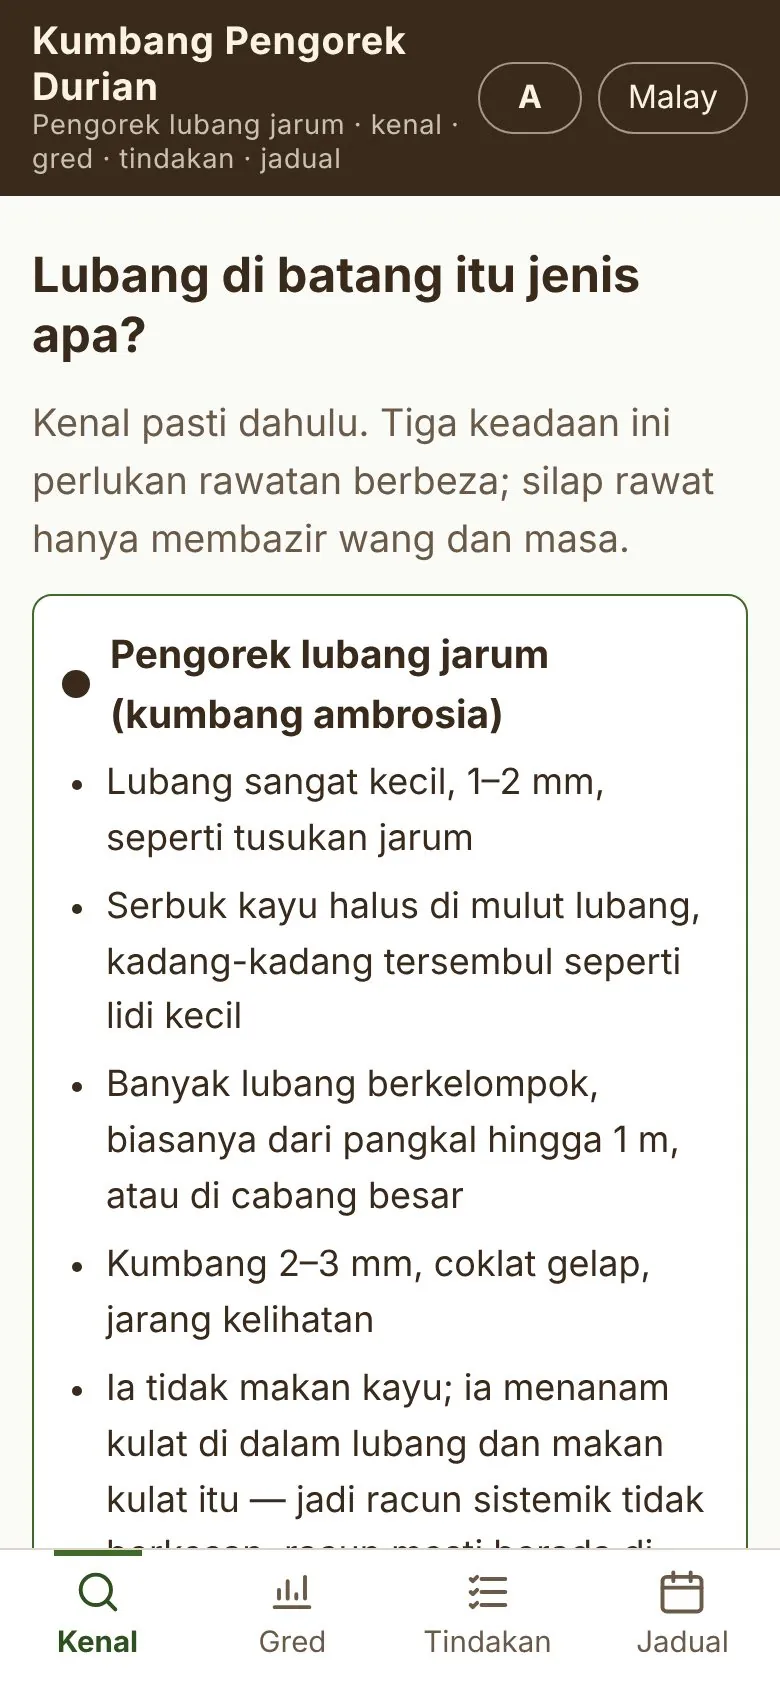 Kumbang Pengorek
Durian
Pengorek lubang jarum · kenal ·
gred · tindakan · jadual
A
Malay
Lubang di batang itu jenis
apa?
Kenal pasti dahulu. Tiga keadaan ini
perlukan rawatan berbeza; silap rawat
hanya membazir wang dan masa.
Pengorek lubang jarum
(kumbang ambrosia)
• Lubang sangat kecil, 1–2 mm,
seperti tusukan jarum
• Serbuk kayu halus di mulut lubang,
kadang-kadang tersembul seperti
lidi kecil
• Banyak lubang berkelompok,
biasanya dari pangkal hingga 1 m,
atau di cabang besar
• Kumbang 2–3 mm, coklat gelap,
jarang kelihatan
• Ia tidak makan kayu; ia menanam
kulat di dalam lubang dan makan
kulat itu — jadi racun sistemik tidak
berkesan, racun mesti berada di
Kenal
Gred
Tindakan
Jadual